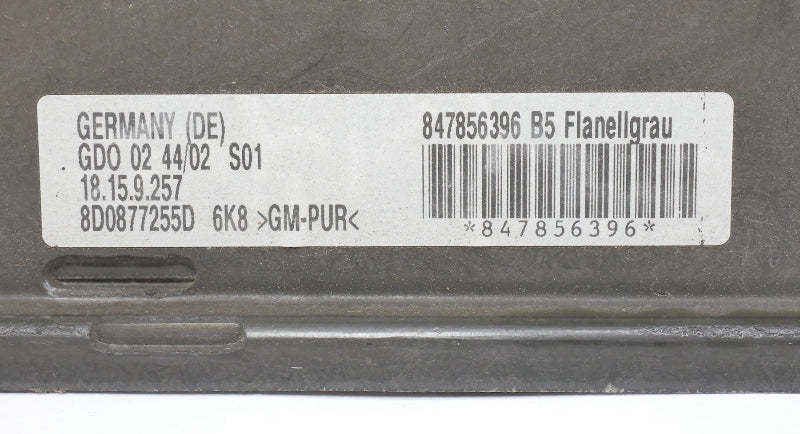 GERMANY (DE)
GDO 02 44/02 S01
18.15.9.257
8D0877255D 6K8 >GM-PUR<
847856396 B5 Flanellgrau
*847856396*